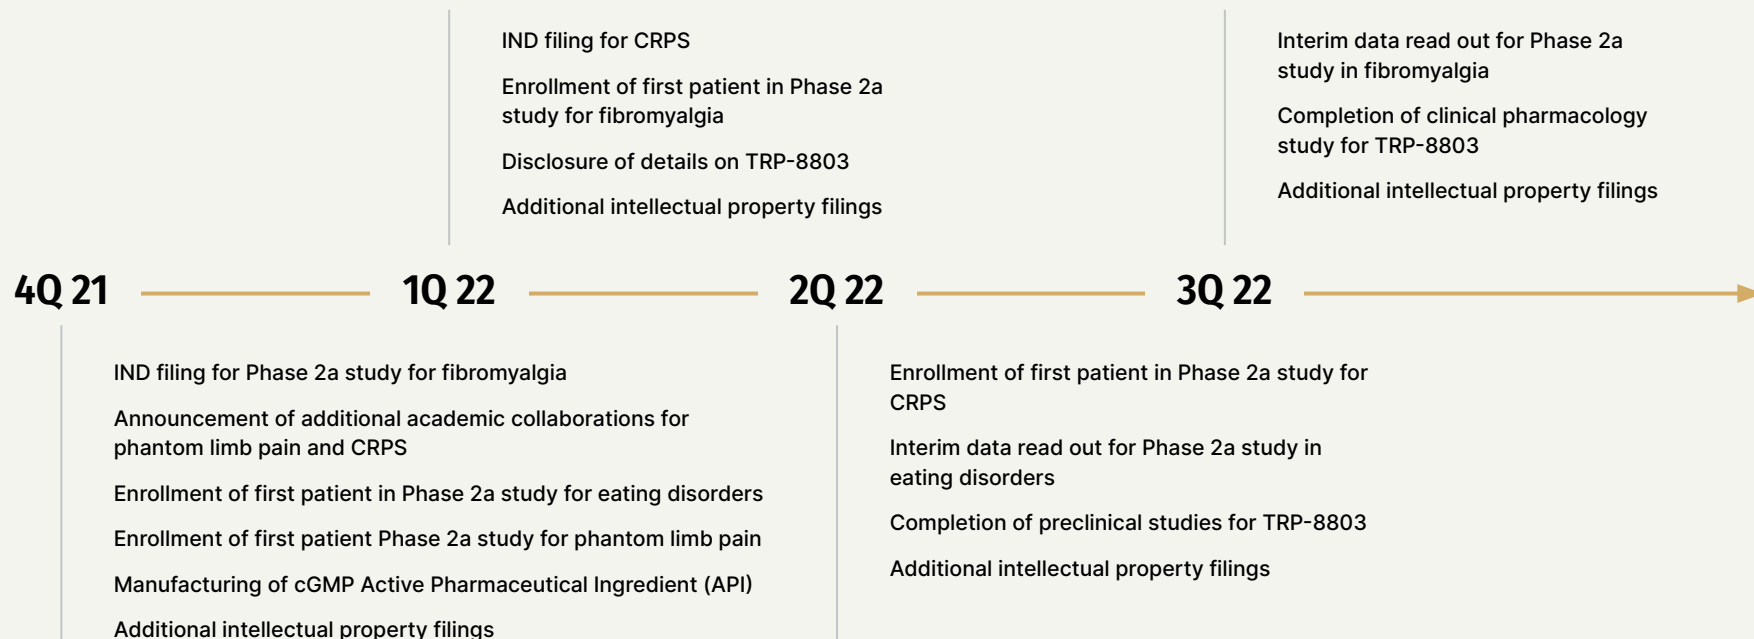 IND filing for CRPS
Enrollment of first patient in Phase 2a
study for fibromyalgia
Disclosure of details on TRP-8803
Additional intellectual property filings
Interim data read out for Phase 2a
study in fibromyalgia
Completion of clinical pharmacology
study for TRP-8803
Additional intellectual property filings
4Q 21
1Q 22
2Q 22
3Q 22
IND filing for Phase 2a study for fibromyalgia
Announcement of additional academic collaborations for
phantom limb pain and CRPS
Enrollment of first patient in Phase 2a study for eating disorders
Enrollment of first patient Phase 2a study for phantom limb pain
Manufacturing of cGMP Active Pharmaceutical Ingredient (API)
Additional intellectual property filings
Enrollment of first patient in Phase 2a study for
CRPS
Interim data read out for Phase 2a study in
eating disorders
Completion of preclinical studies for TRP-8803
Additional intellectual property filings